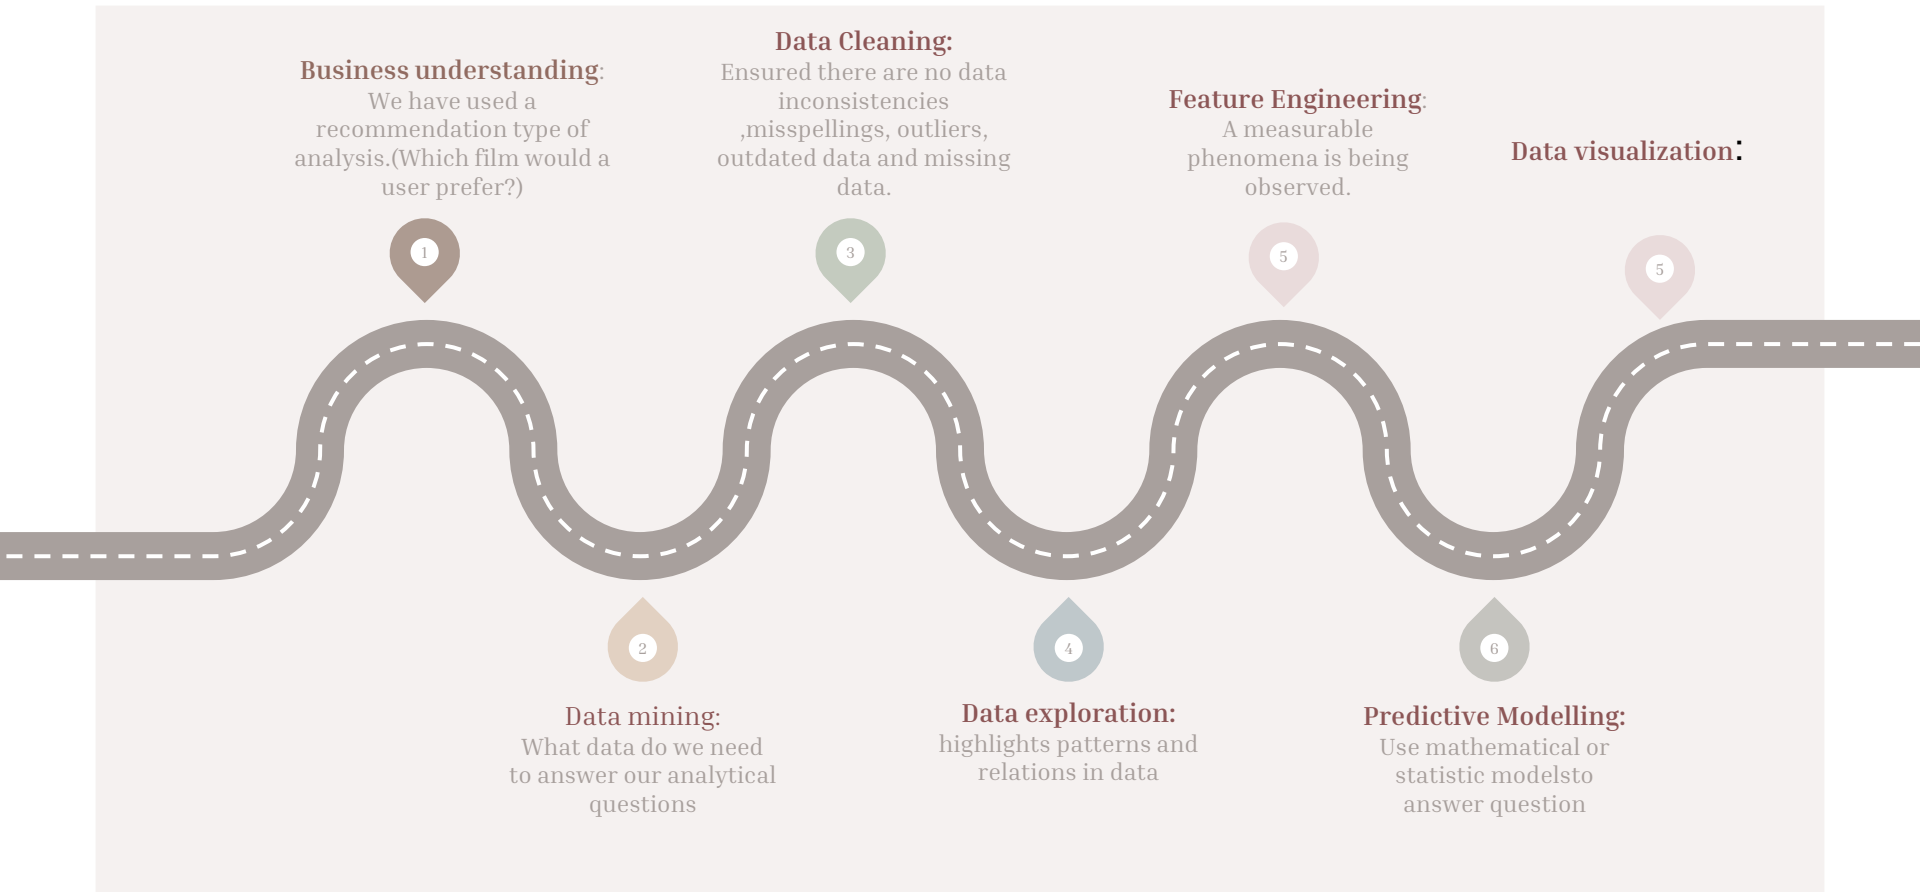 Business understanding:
We have used a
recommendation type of
analysis.(Which film would a
user prefer?)
1
Data mining:
What data do we need
to answer our analytical
questions
2
Data Cleaning:
Ensured there are no data
inconsistencies
,misspellings, outliers,
outdated data and missing
data.
3
Data exploration:
highlights patterns and
relations in data
4
Feature Engineering:
A measurable
phenomena is being
observed.
5
Predictive Modelling:
Use mathematical or
statistic modelsto
answer question
6
Data visualization:
5